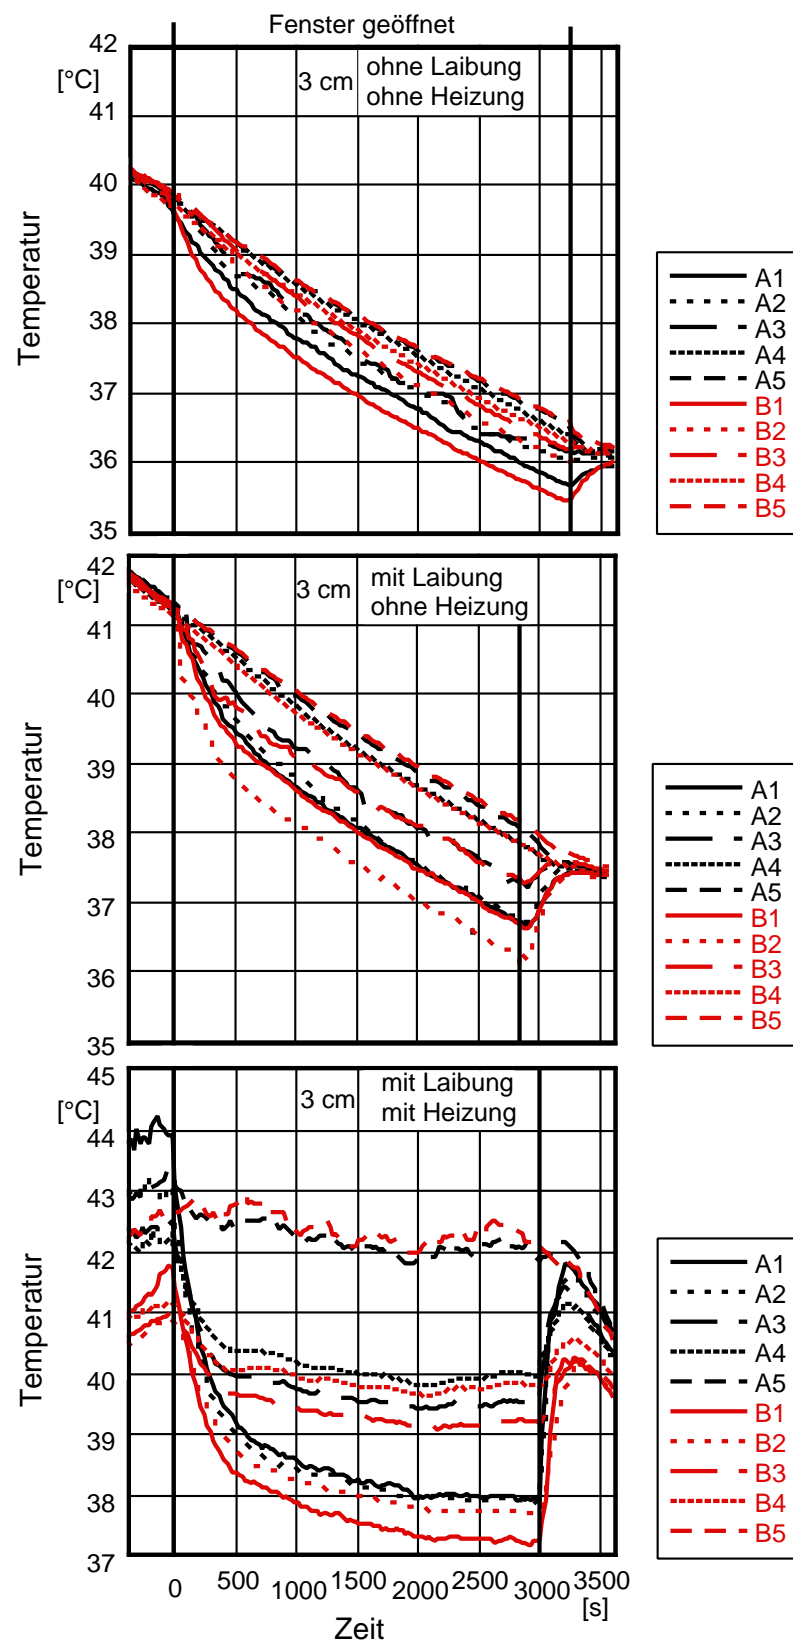 Fenster geöffnet
42
[°C]
41
40
39
38
37
36
35
3 cm
ohne Laibung
ohne Heizung
Temperatur
A1
A2
A3
A4
A5
B1
B2
B3
B4
B5
42
[°C]
41
40
39
38
37
36
35
3 cm
mit Laibung
ohne Heizung
Temperatur
A1
A2
A3
A4
A5
B1
B2
B3
B4
B5
45
[°C]
44
43
42
41
40
39
38
37
3 cm
mit Laibung
mit Heizung
Temperatur
A1
A2
A3
A4
A5
B1
B2
B3
B4
B5
0 500 1000 1500 2000 2500 3000 3500
[s]
Zeit